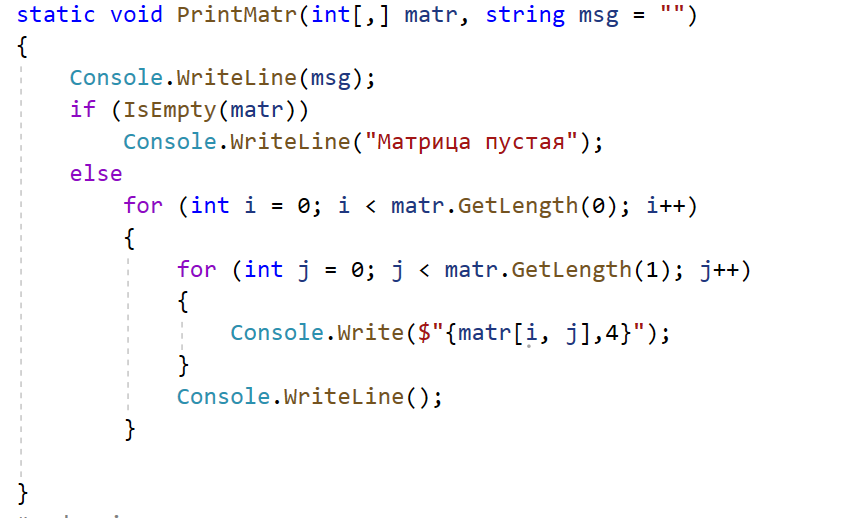 static void PrintMatr(int[,] matr, string msg = "")
{
    Console.WriteLine(msg);
    if (IsEmpty(matr))
        Console.WriteLine("Матрица пустая");
    else
        for (int i = 0; i < matr.GetLength(0); i++)
        {
            for (int j = 0; j < matr.GetLength(1); j++)
            {
                Console.Write($"{matr[i, j],4}");
            }
            Console.WriteLine();
        }
}